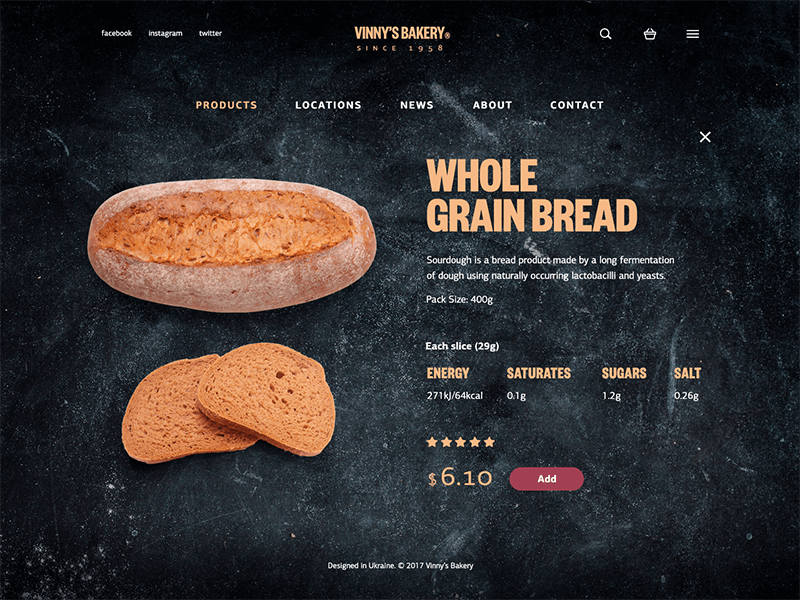 facebook instagram twitter
VINNY'S BAKERY®
SINCE 1958
PRODUCTS LOCATIONS NEWS ABOUT CONTACT
WHOLE
GRAIN BREAD
Sourdough is a bread product made by a long fermentation
of dough using naturally occurring lactobacilli and yeasts.
Pack Size: 400g
Each slice (29g)
ENERGY SATURATES SUGARS SALT
271kJ/64kcal 0.1g 1.2g 0.26g
$6.10 Add
Designed in Ukraine. © 2017 Vinny's Bakery